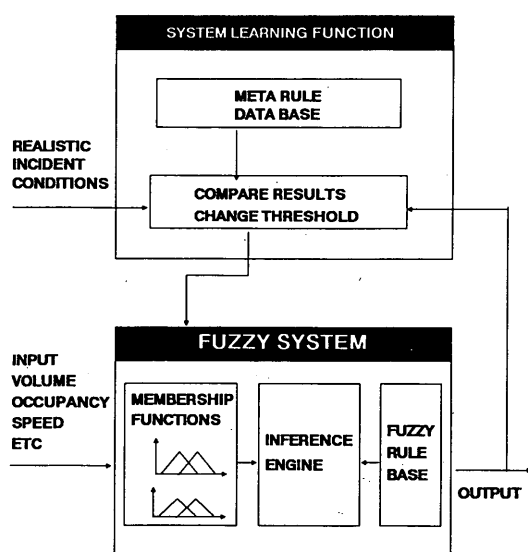 SYSTEM LEARNING FUNCTION
META RULE
DATA BASE
REALISTIC
INCIDENT
CONDITIONS
COMPARE RESULTS
CHANGE THRESHOLD
FUZZY SYSTEM
INPUT
VOLUME
OCCUPANCY
SPEED
ETC
MEMBERSHIP
FUNCTIONS
INFERENCE
ENGINE
FUZZY
RULE
BASE
OUTPUT